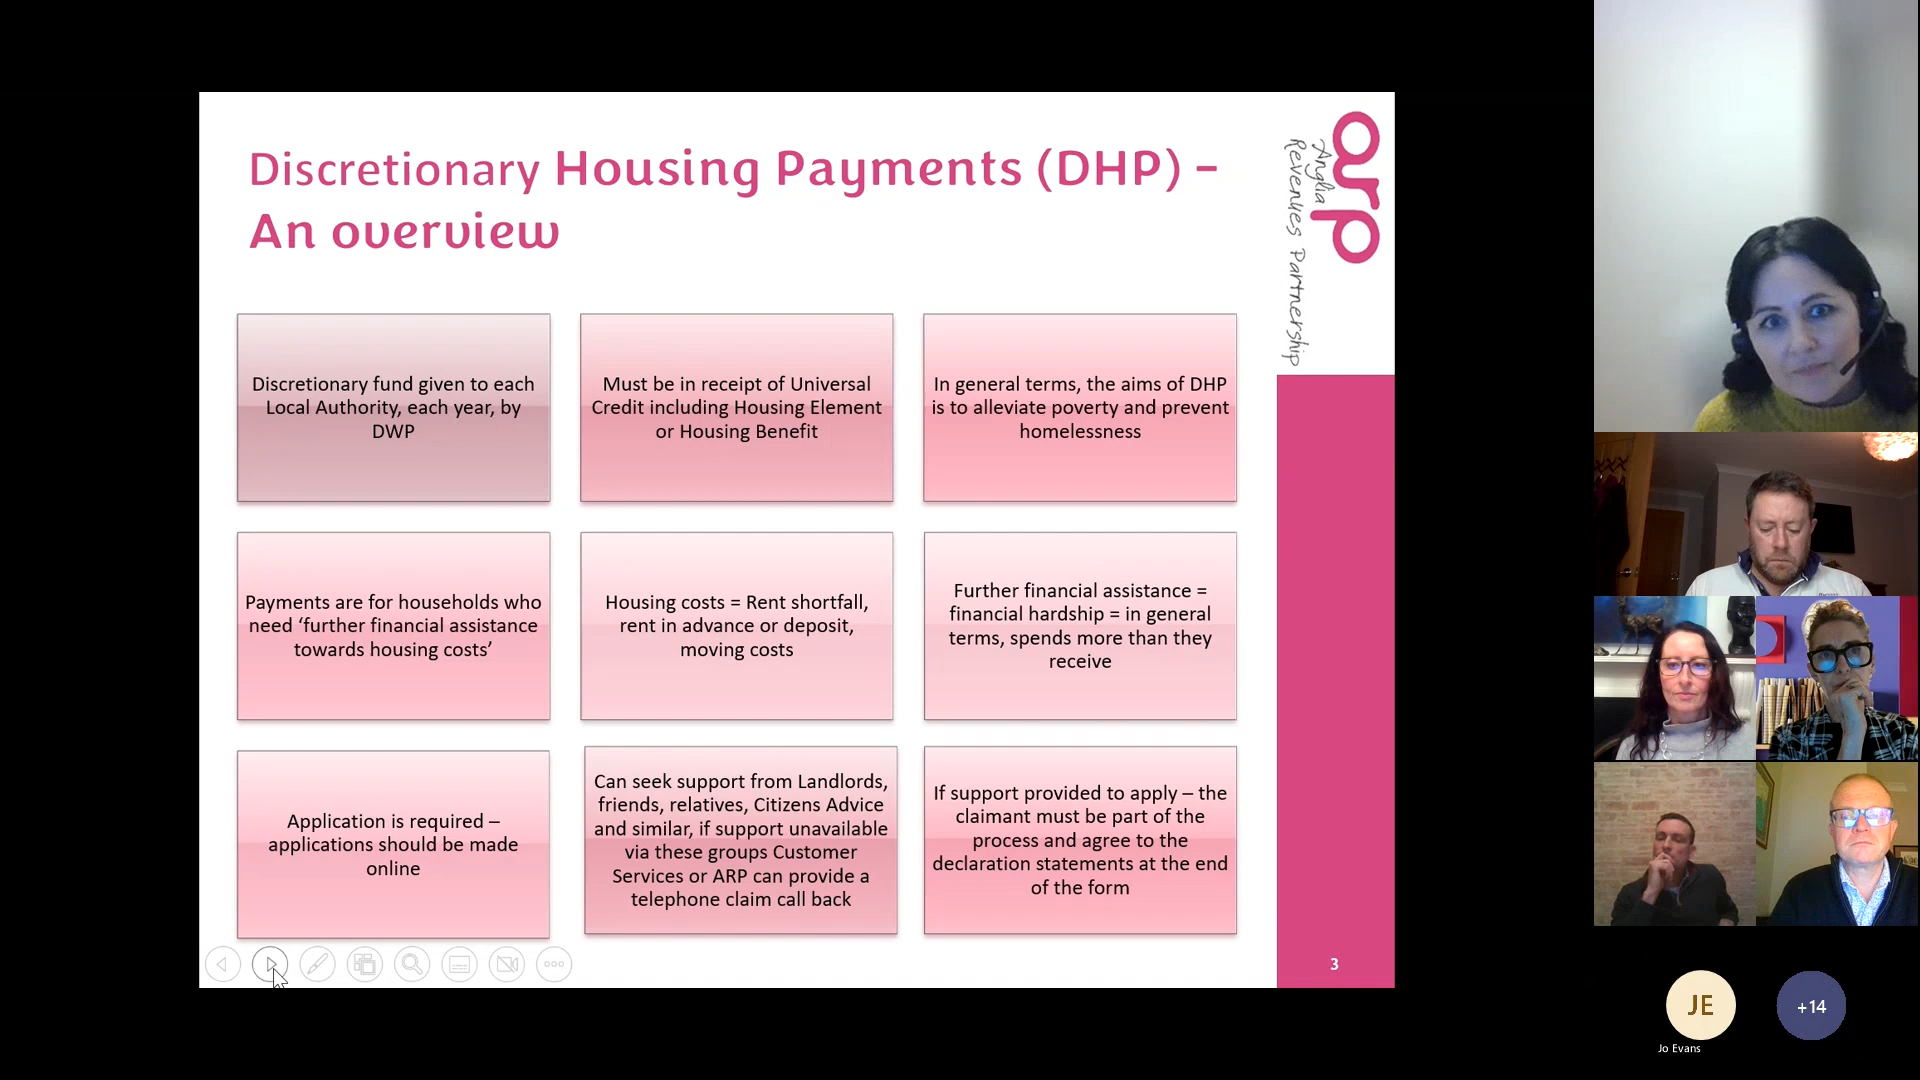 Discretionary Housing Payments (DHP) –
An overview
arp
Anglia
Revenues Partnership
Discretionary fund given to each
Local Authority, each year, by
DWP
Must be in receipt of Universal
Credit including Housing Element
or Housing Benefit
In general terms, the aims of DHP
is to alleviate poverty and prevent
homelessness
Payments are for households who
need ‘further financial assistance
towards housing costs’
Housing costs = Rent shortfall,
rent in advance or deposit,
moving costs
Further financial assistance =
financial hardship = in general
terms, spends more than they
receive
Application is required –
applications should be made
online
Can seek support from Landlords,
friends, relatives, Citizens Advice
and similar, if support unavailable
via these groups Customer
Services or ARP can provide a
telephone claim call back
If support provided to apply – the
claimant must be part of the
process and agree to the
declaration statements at the end
of the form
3
JE
+14
Jo Evans